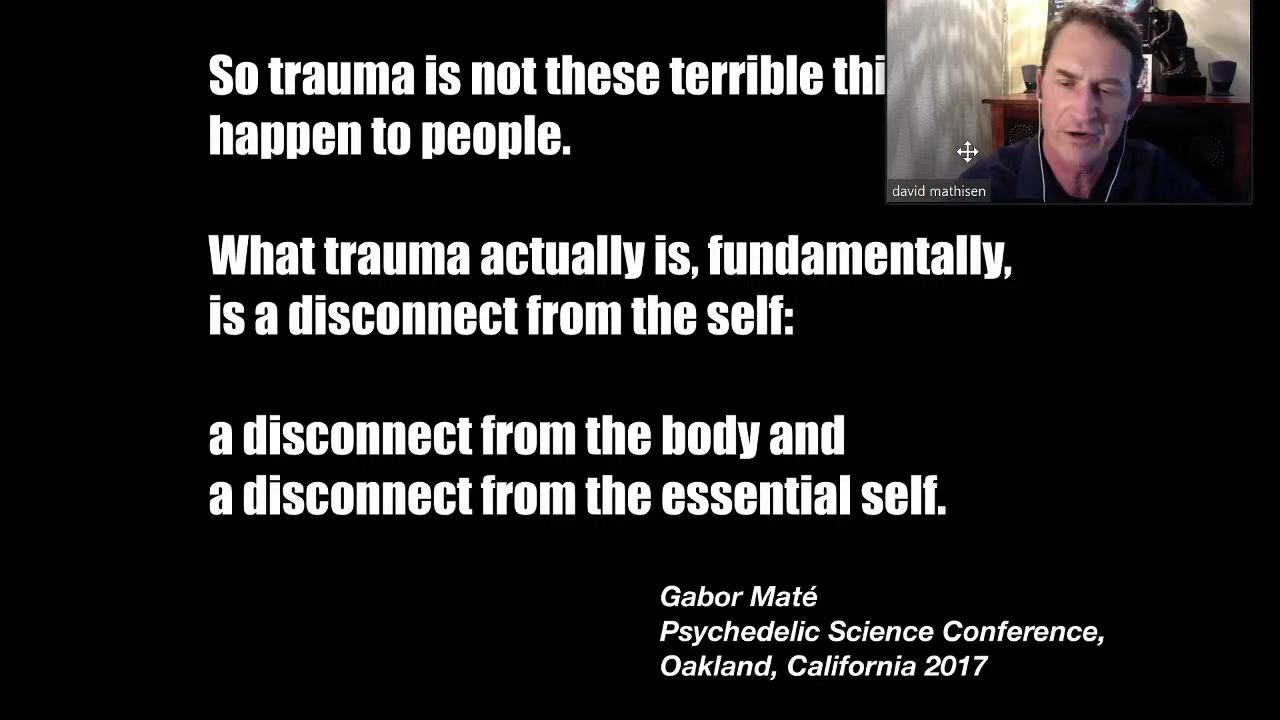 So trauma is not these terrible thi
happen to people.
What trauma actually is, fundamentally,
is a disconnect from the self:
a disconnect from the body and
a disconnect from the essential self.
Gabor Maté
Psychedelic Science Conference,
Oakland, California 2017
david mathisen